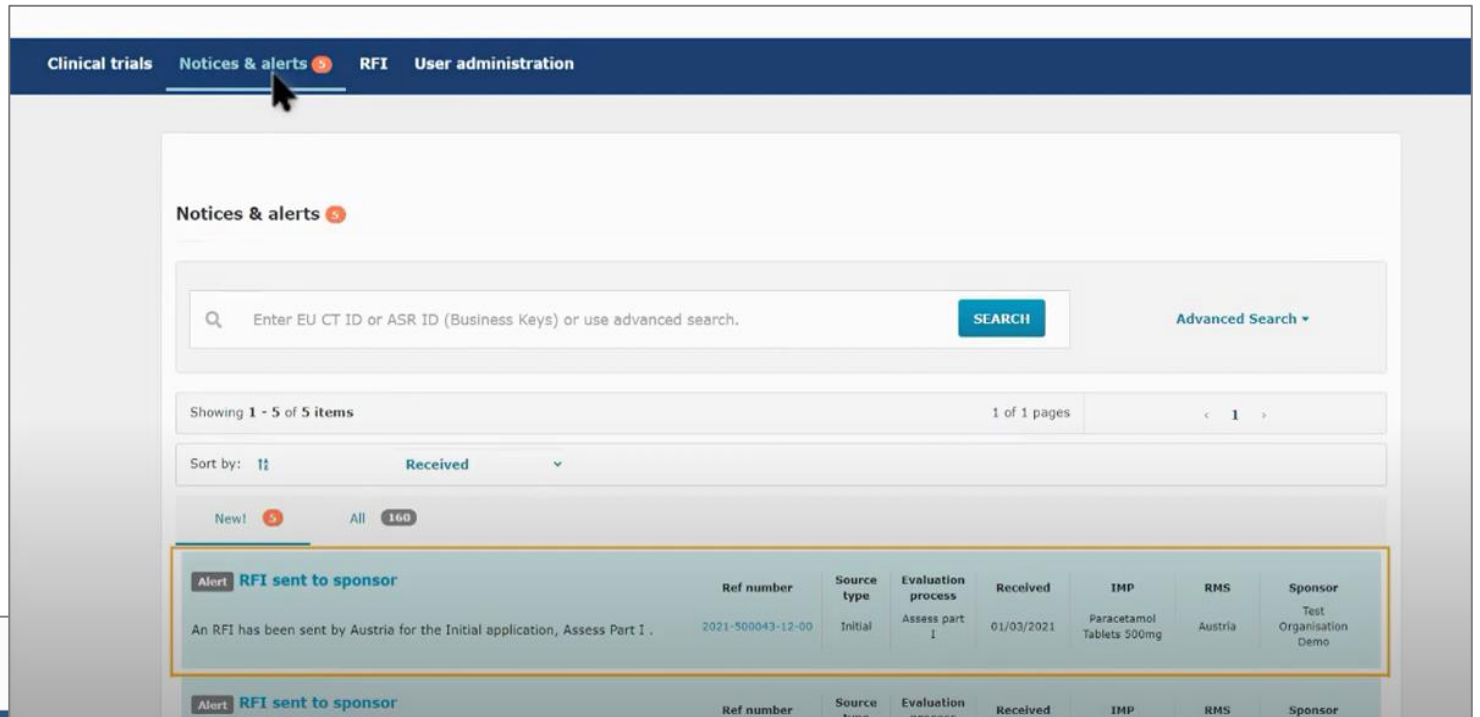 Clinical trials Notices & alerts 5 RFI User administration
Notices & alerts 5
Enter EU CT ID or ASR ID (Business Keys) or use advanced search. SEARCH Advanced Search
Showing 1 - 5 of 5 items 1 of 1 pages < 1 >
Sort by: Received
New! 5 All 160
Alert RFI sent to sponsor
An RFI has been sent by Austria for the Initial application, Assess Part I .
Ref number
2021-500043-12-00
Source
type
Initial
Evaluation
process
Assess part
I
Received
01/03/2021
IMP
Paracetamol
Tablets 500mg
RMS
Austria
Sponsor
Test
Organisation
Demo
Alert RFI sent to sponsor
Ref number
Source
type
Evaluation
process
Received
IMP
RMS
Sponsor